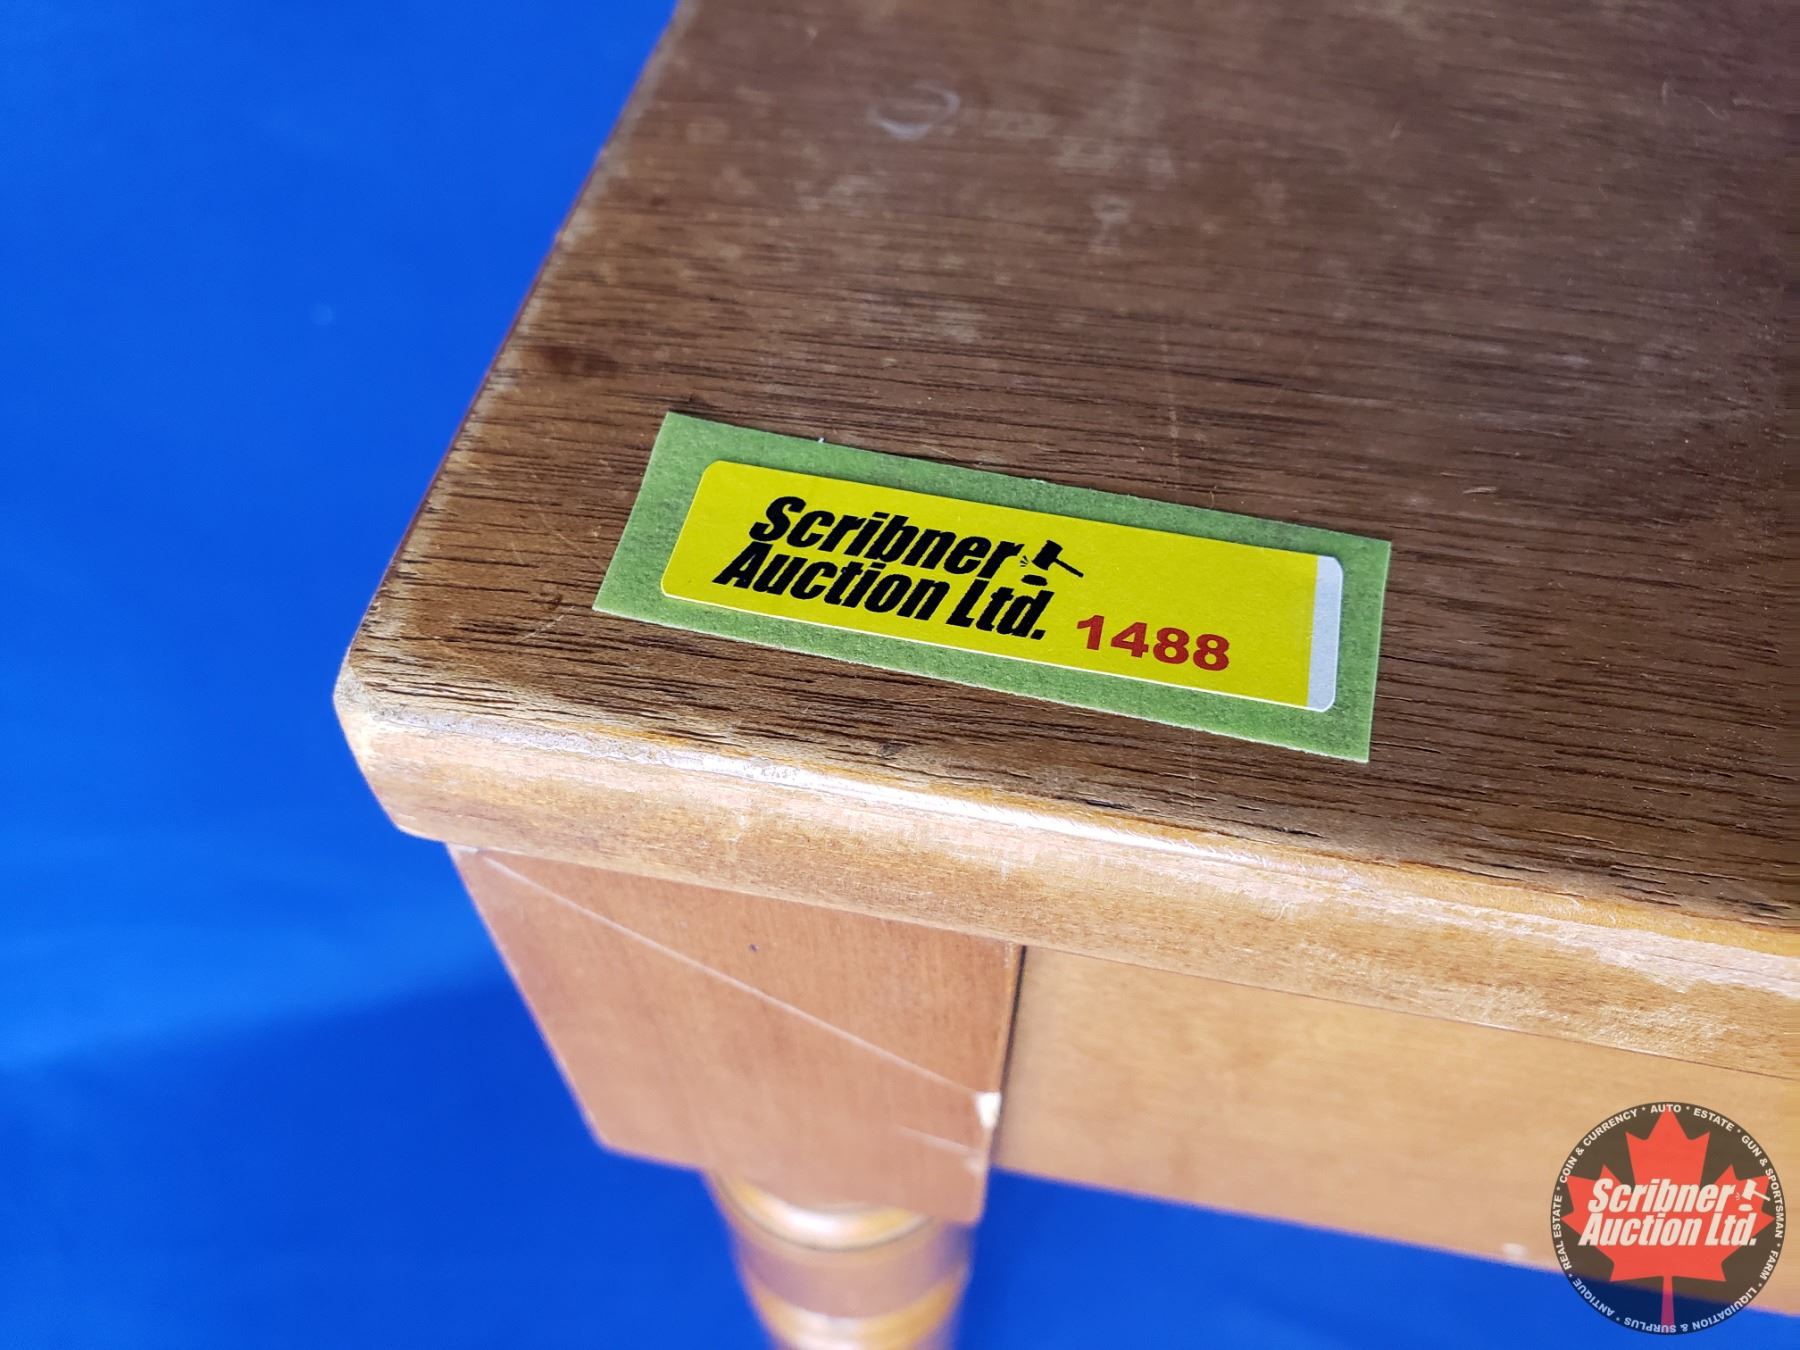 Scribner
Auction Ltd.
1488
COIN & CURRENCY * AUTO * ESTATE * GUN & SPORTSMAN * FARM * LIQUIDATION & SURPLUS * ANTIQUE * REAL ESTATE *
Scribner
Auction Ltd.